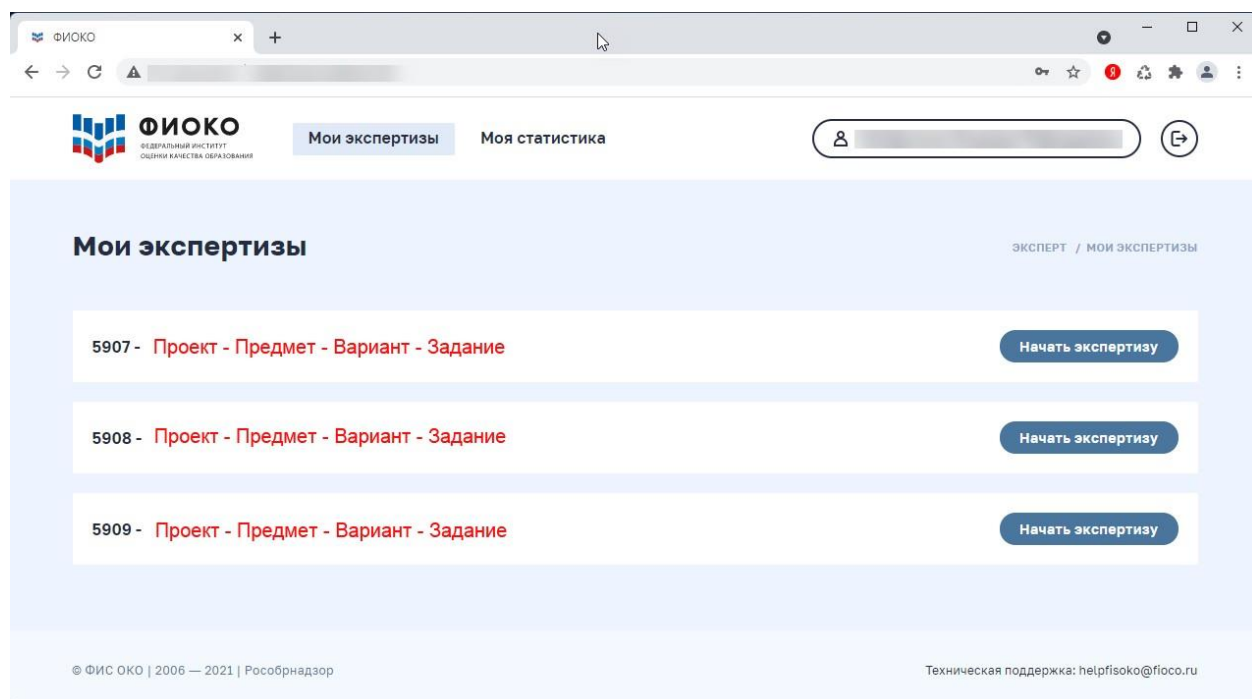 ФИОКО
ФИОКО
ФЕДЕРАЛЬНЫЙ ИНСТИТУТ
ОЦЕНКИ КАЧЕСТВА ОБРАЗОВАНИЯ
Мои экспертизы
Моя статистика
Мои экспертизы
ЭКСПЕРТ / МОИ ЭКСПЕРТИЗЫ
5907 - Проект - Предмет - Вариант - Задание
Начать экспертизу
5908 - Проект - Предмет - Вариант - Задание
Начать экспертизу
5909 - Проект - Предмет - Вариант - Задание
Начать экспертизу
© ФИС ОКО | 2006 — 2021 | Рособрнадзор
Техническая поддержка: helpfisoko@fioco.ru